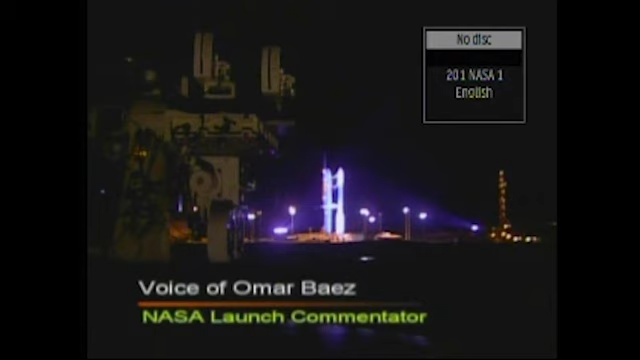 No disc
201 NASA 1
English
Voice of Omar Baez
NASA Launch Commentator